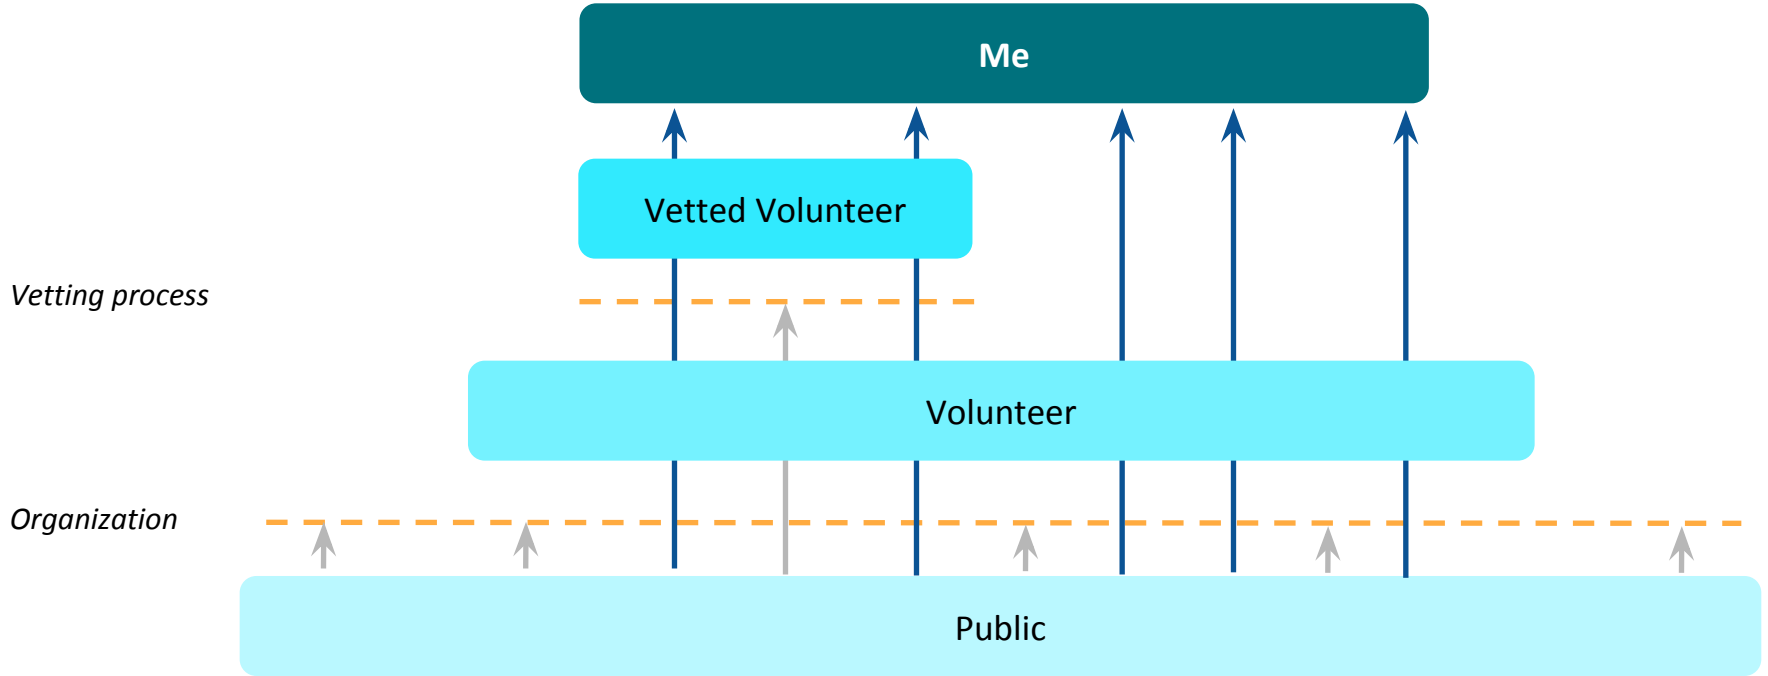 Me
Vetted Volunteer
Vetting process
Volunteer
Organization
Public